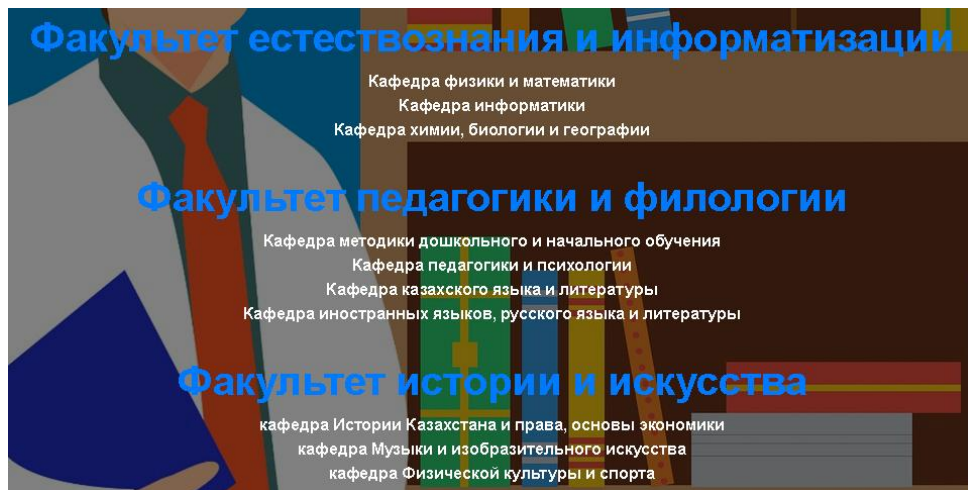 Факультет естествознания и информатизации
Кафедра физики и математики
Кафедра информатики
Кафедра химии, биологии и географии
Факультет педагогики и филологии
Кафедра методики дошкольного и начального обучения
Кафедра педагогики и психологии
Кафедра казахского языка и литературы
Кафедра иностранных языков, русского языка и литературы
Факультет истории и искусства
кафедра Истории Казахстана и права, основы экономики
кафедра Музыки и изобразительного искусства
кафедра Физической культуры и спорта